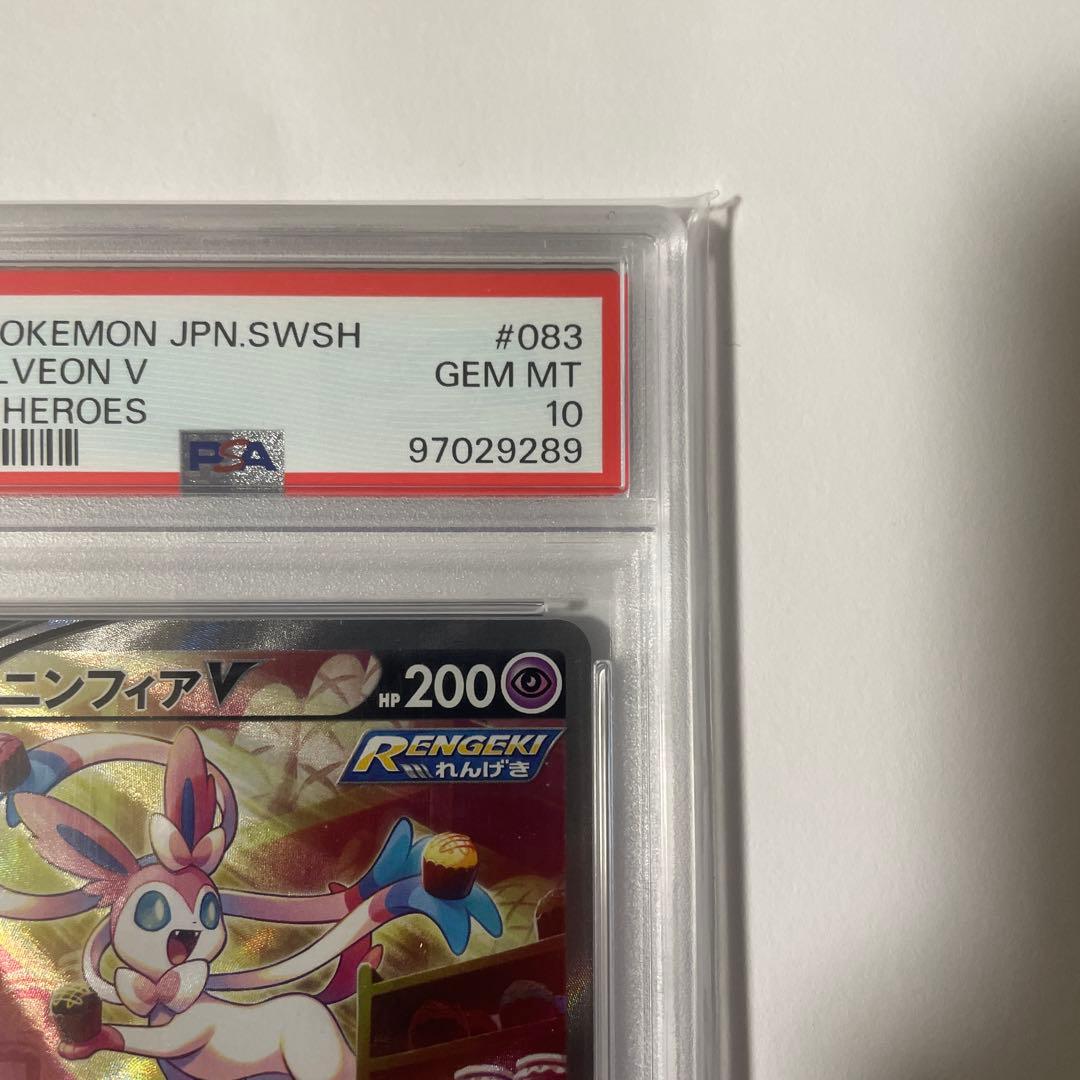 OKEMON JPN.SWSH #083
LVEON V GEM MT
HEROES 10
PSA 97029289
ニンフィアV HP 200
RENGEKI
れんげき